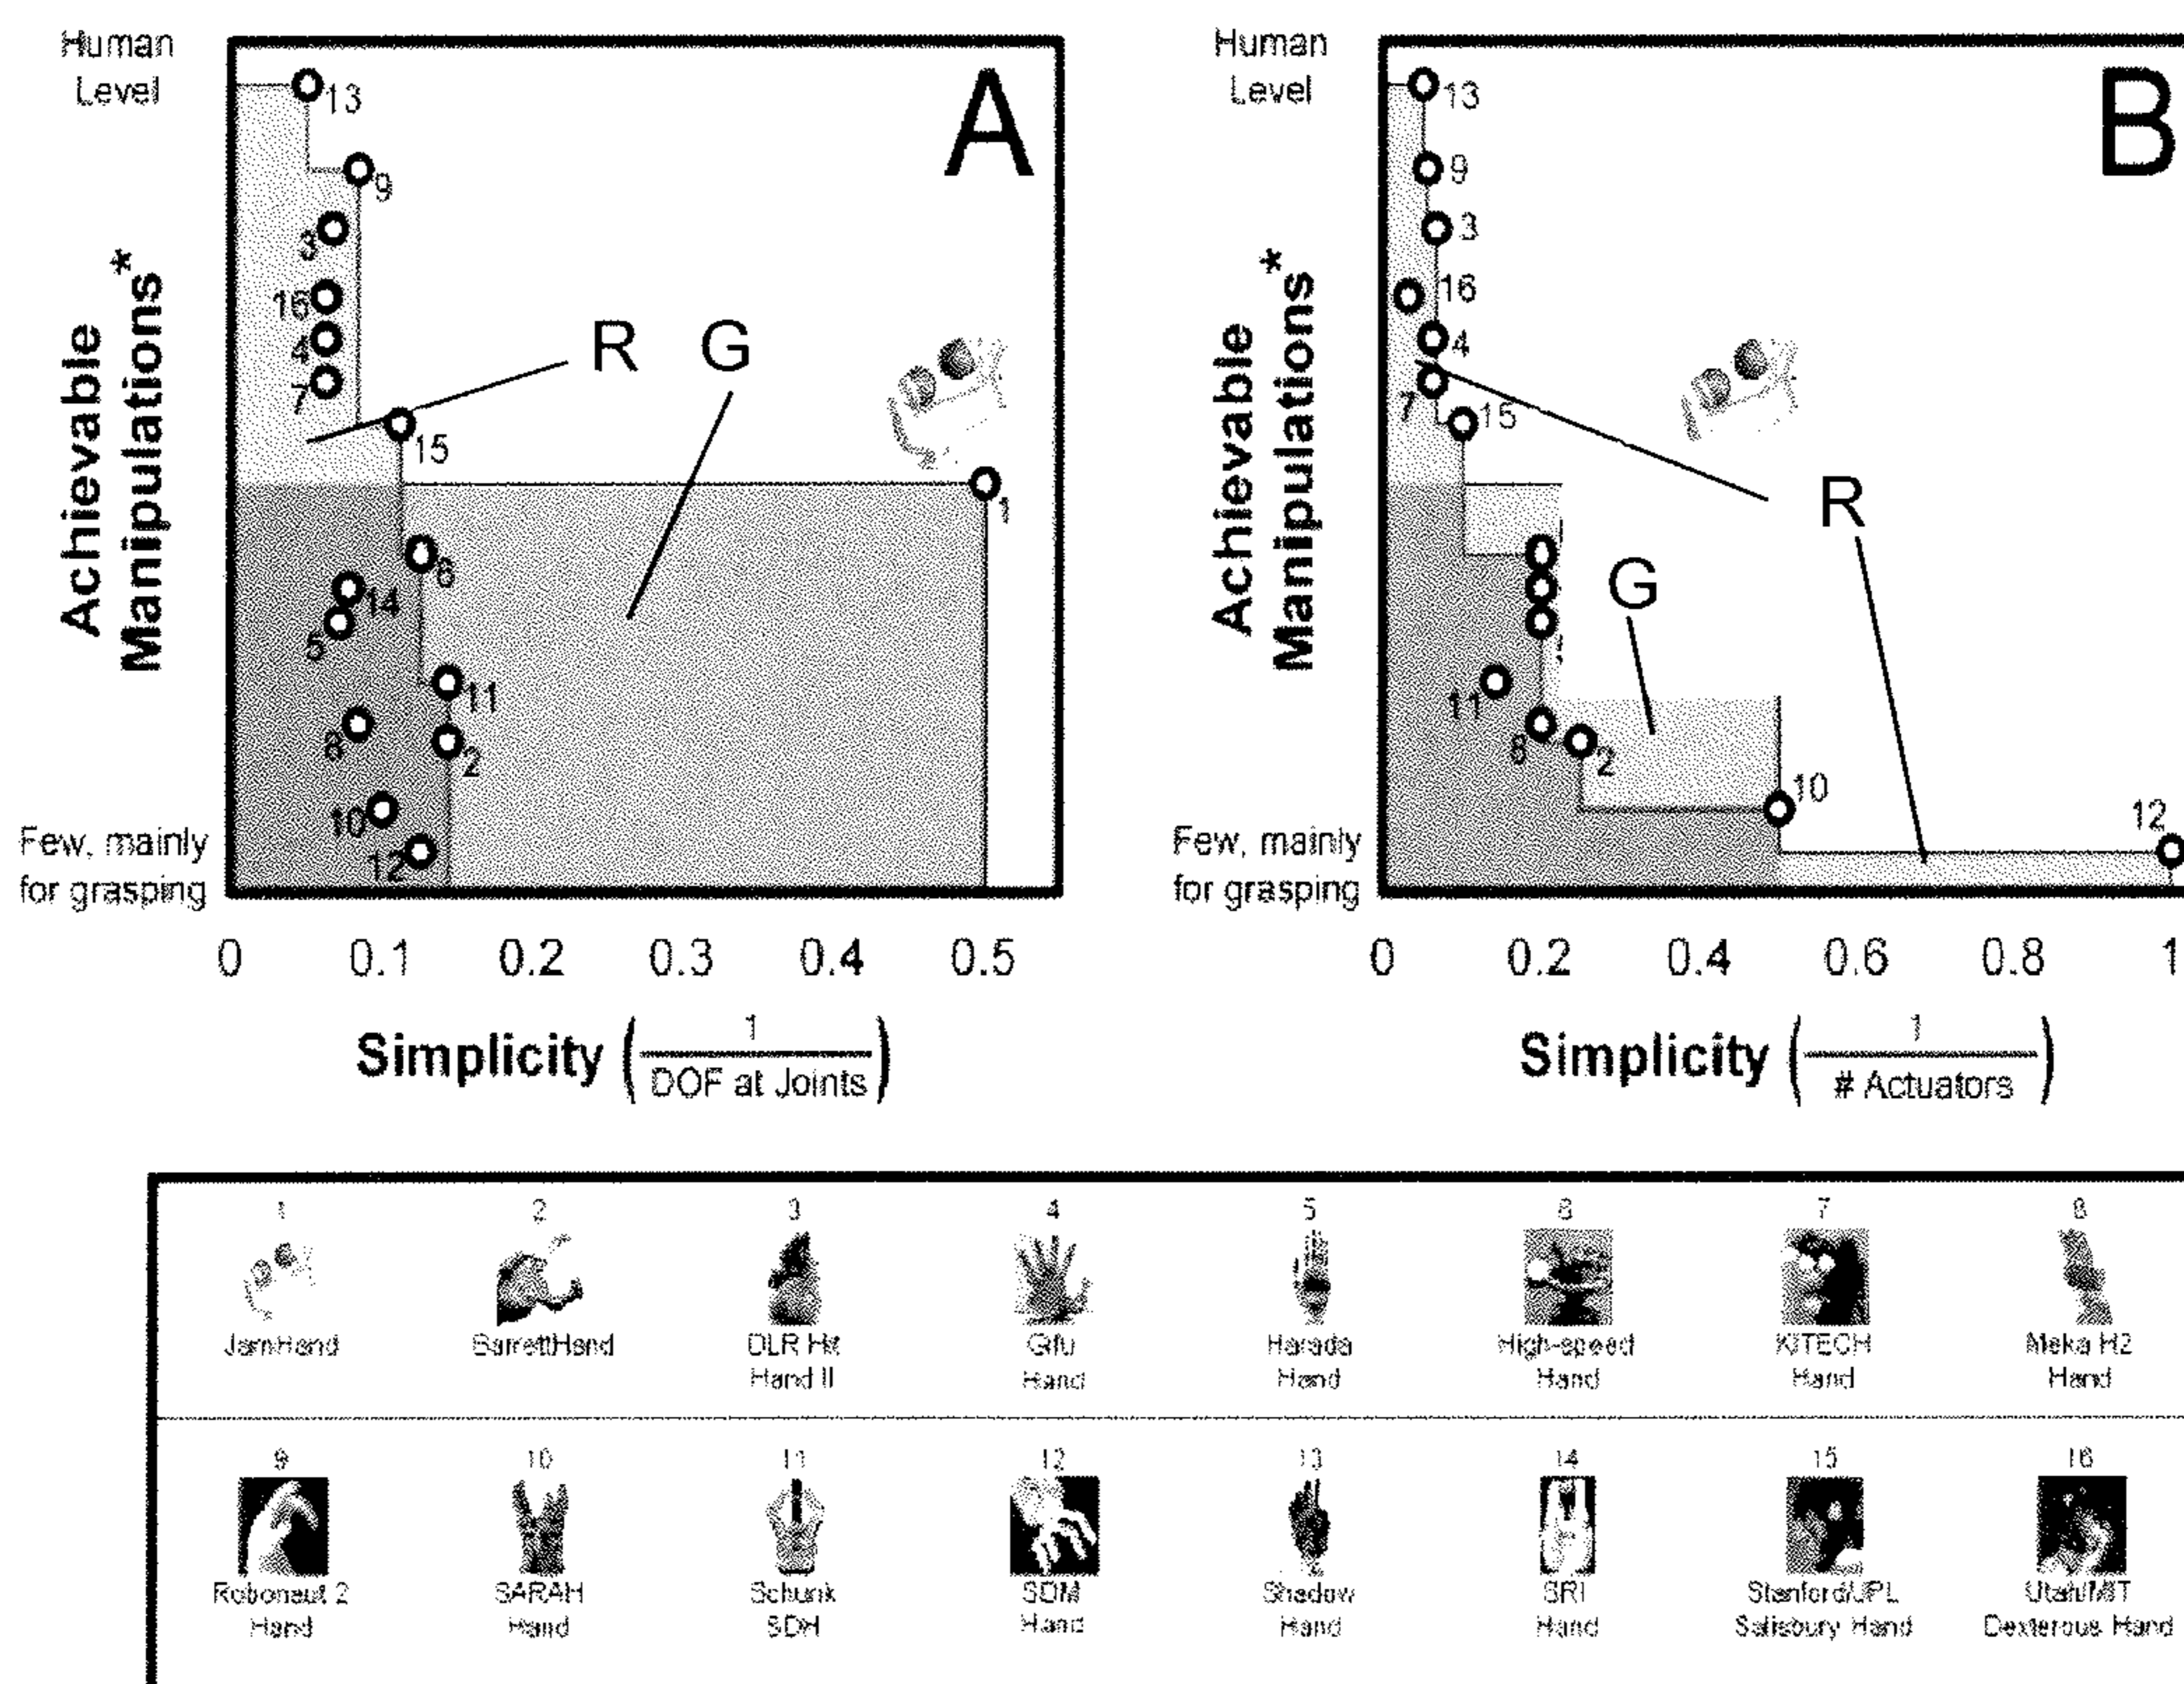 Human
Level
A
13
9
3
16
4
7
15
R G
1
6
14
5
11
8
2
10
12
Achievable
Manipulations*
Few, mainly
for grasping
0 0.1 0.2 0.3 0.4 0.5
Simplicity (1 / DOF at Joints)
Human
Level
B
13
9
3
16
4
7
15
R
G
11
8
2
10
12
Achievable
Manipulations*
Few, mainly
for grasping
0 0.2 0.4 0.6 0.8 1
Simplicity (1 / # Actuators)
1 2 3 4 5 6 7 8
JamHand BarrettHand DLR Hit Gifu Harada High-speed KITECH Meka H2
Hand II Hand Hand Hand Hand Hand
9 10 11 12 13 14 15 16
Robonaut 2 SARAH Schunk SDM Shadow SRI Stanford/JPL Utah/MIT
Hand Hand SDH Hand Hand Hand Salisbury Hand Dexterous Hand